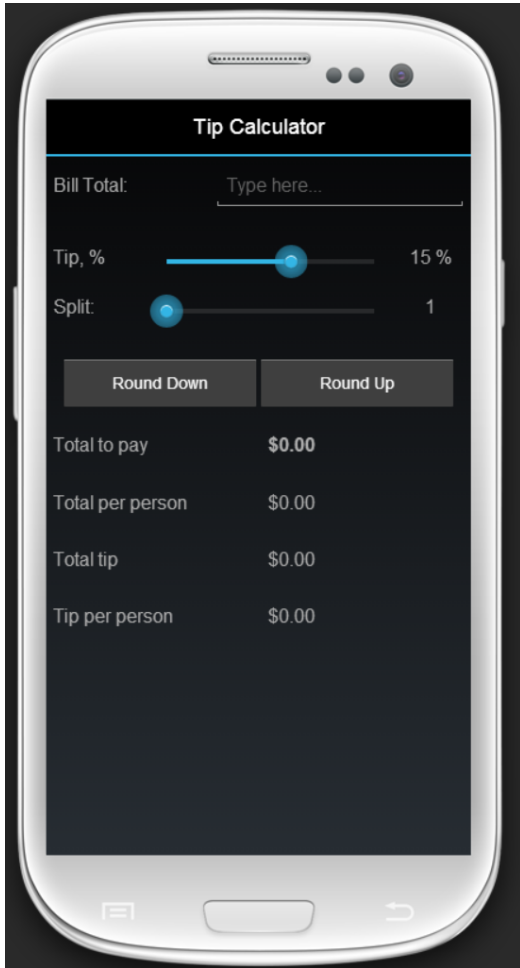 Tip Calculator
Bill Total: Type here...
Tip, % 15 %
Split: 1
Round Down Round Up
Total to pay $0.00
Total per person $0.00
Total tip $0.00
Tip per person $0.00